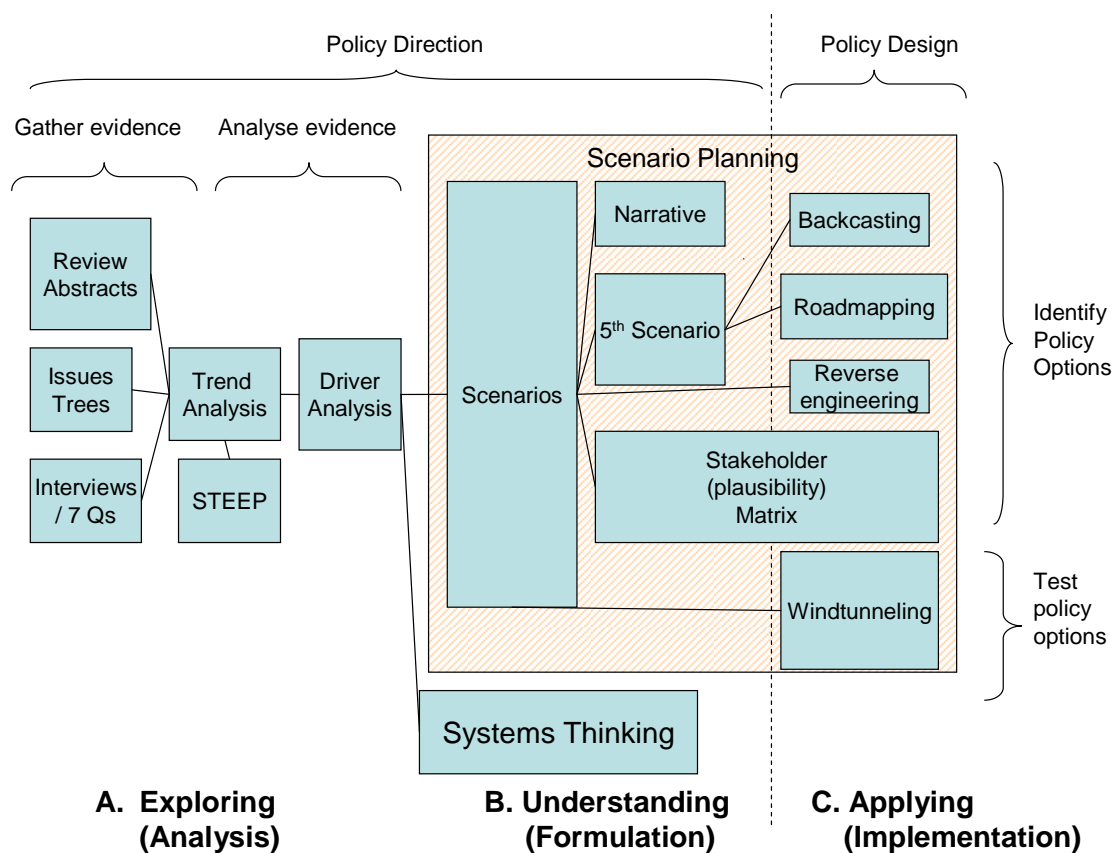 Policy Direction
Policy Design
Gather evidence
Analyse evidence
Scenario Planning
Review
Abstracts
Issues
Trees
Interviews
/ 7 Qs
Trend
Analysis
STEEP
Driver
Analysis
Scenarios
Narrative
5th Scenario
Backcasting
Roadmapping
Reverse
engineering
Stakeholder
(plausibility)
Matrix
Windtunneling
Identify
Policy
Options
Test
policy
options
Systems Thinking
A. Exploring
(Analysis)
B. Understanding
(Formulation)
C. Applying
(Implementation)